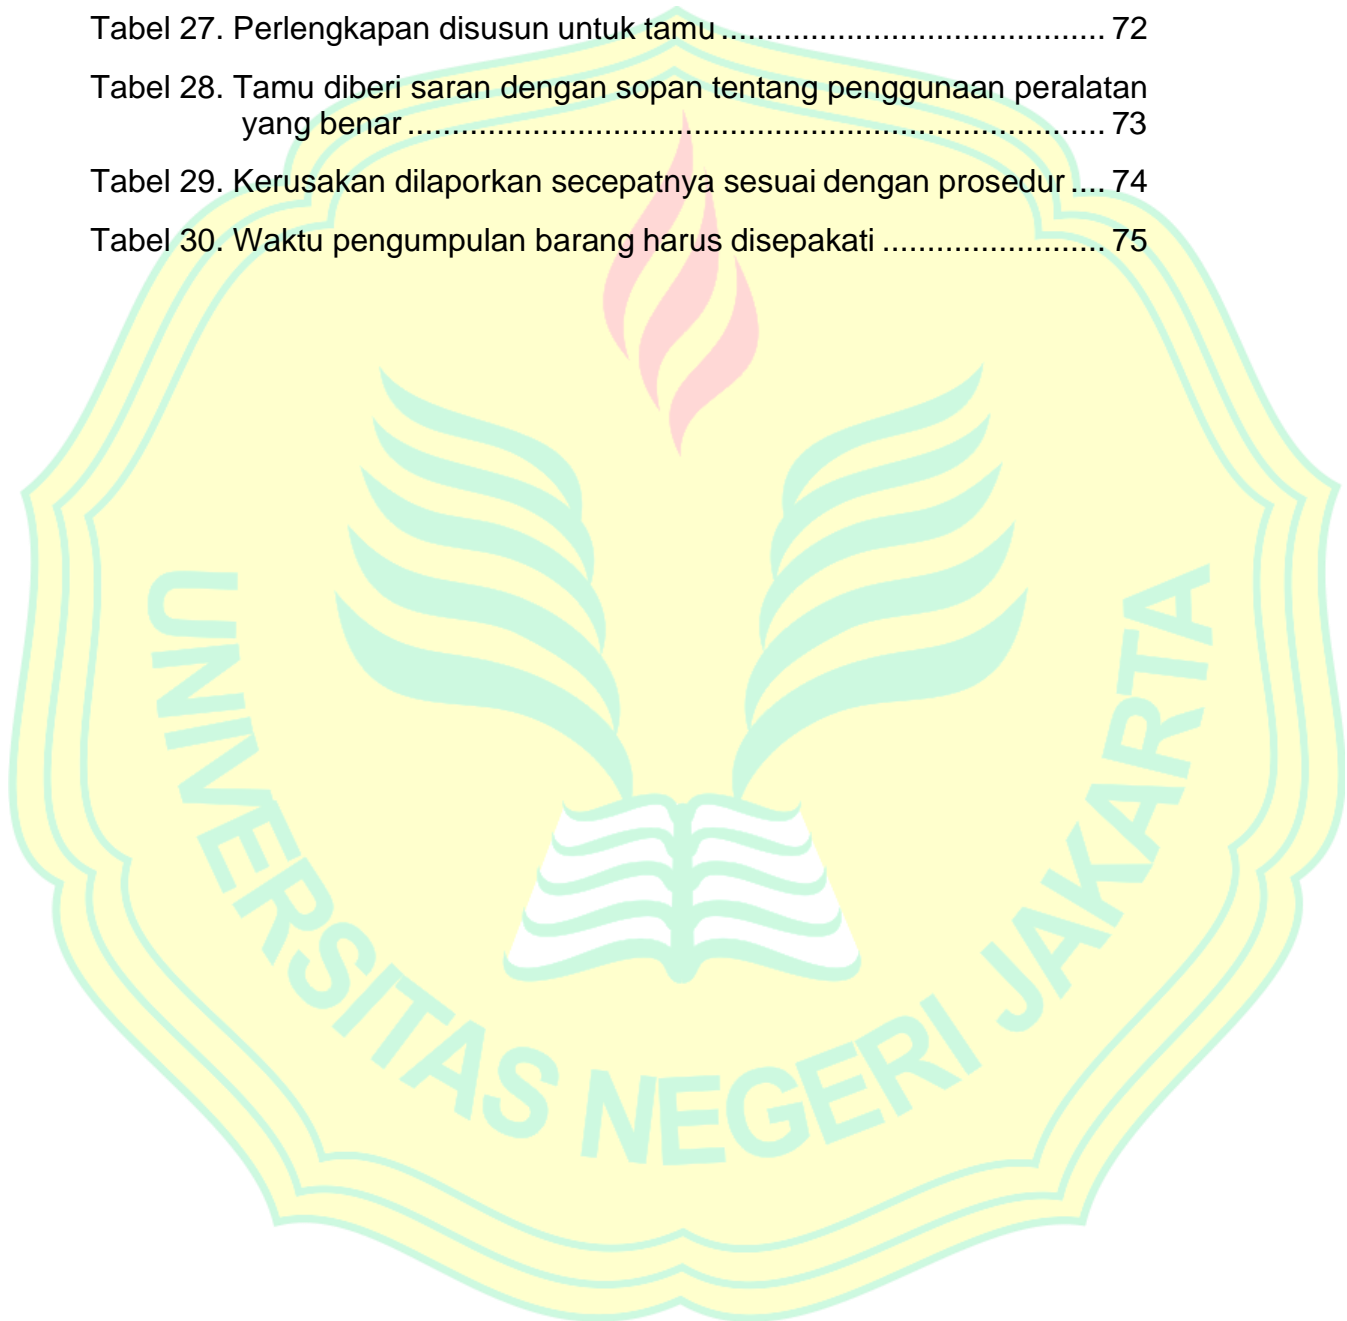 Tabel 27. Perlengkapan disusun untuk tamu ........................................... 72
Tabel 28. Tamu diberi saran dengan sopan tentang penggunaan peralatan
yang benar .............................................................................. 73
Tabel 29. Kerusakan dilaporkan secepatnya sesuai dengan prosedur .... 74
Tabel 30. Waktu pengumpulan barang harus disepakati ......................... 75
UNIVERSITAS NEGERI JAKARTA